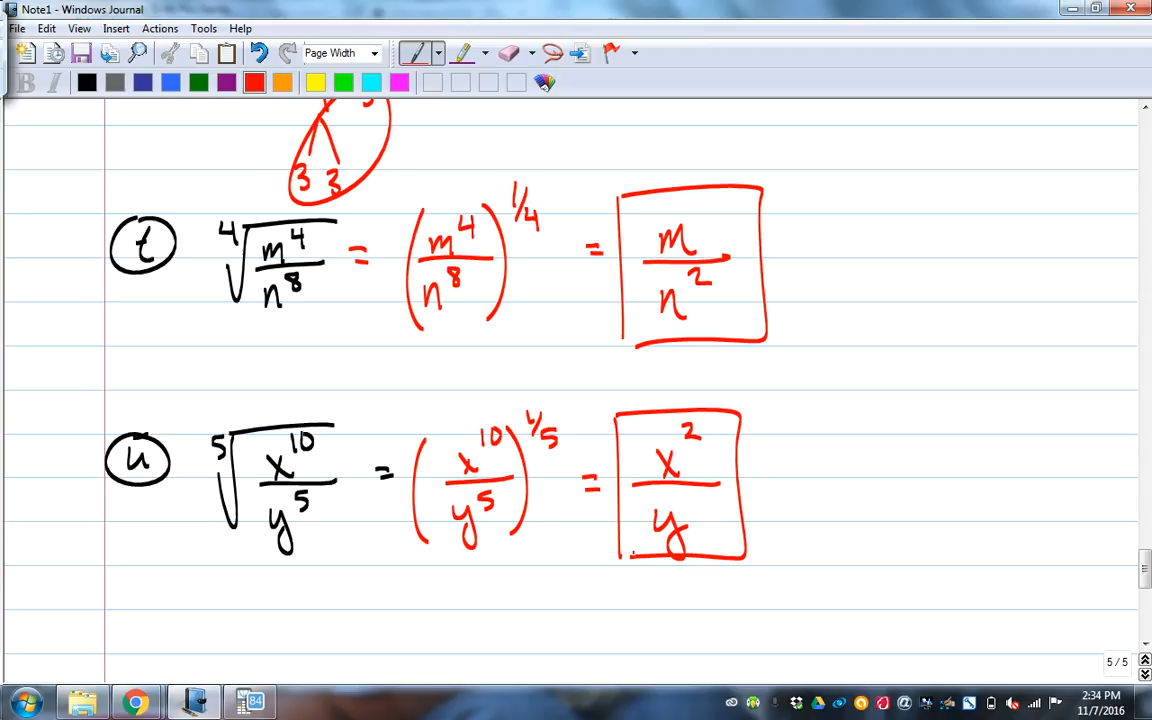 Note1 - Windows Journal
File Edit View Insert Actions Tools Help
Page Width
B I
3 3
t ⁴√(m⁴/n⁸) = (m⁴/n⁸)^1/4 = m/n²
u ⁵√(x¹⁰/y⁵) = (x¹⁰/y⁵)^1/5 = x²/y
5/5
84
2:34 PM
11/7/2016